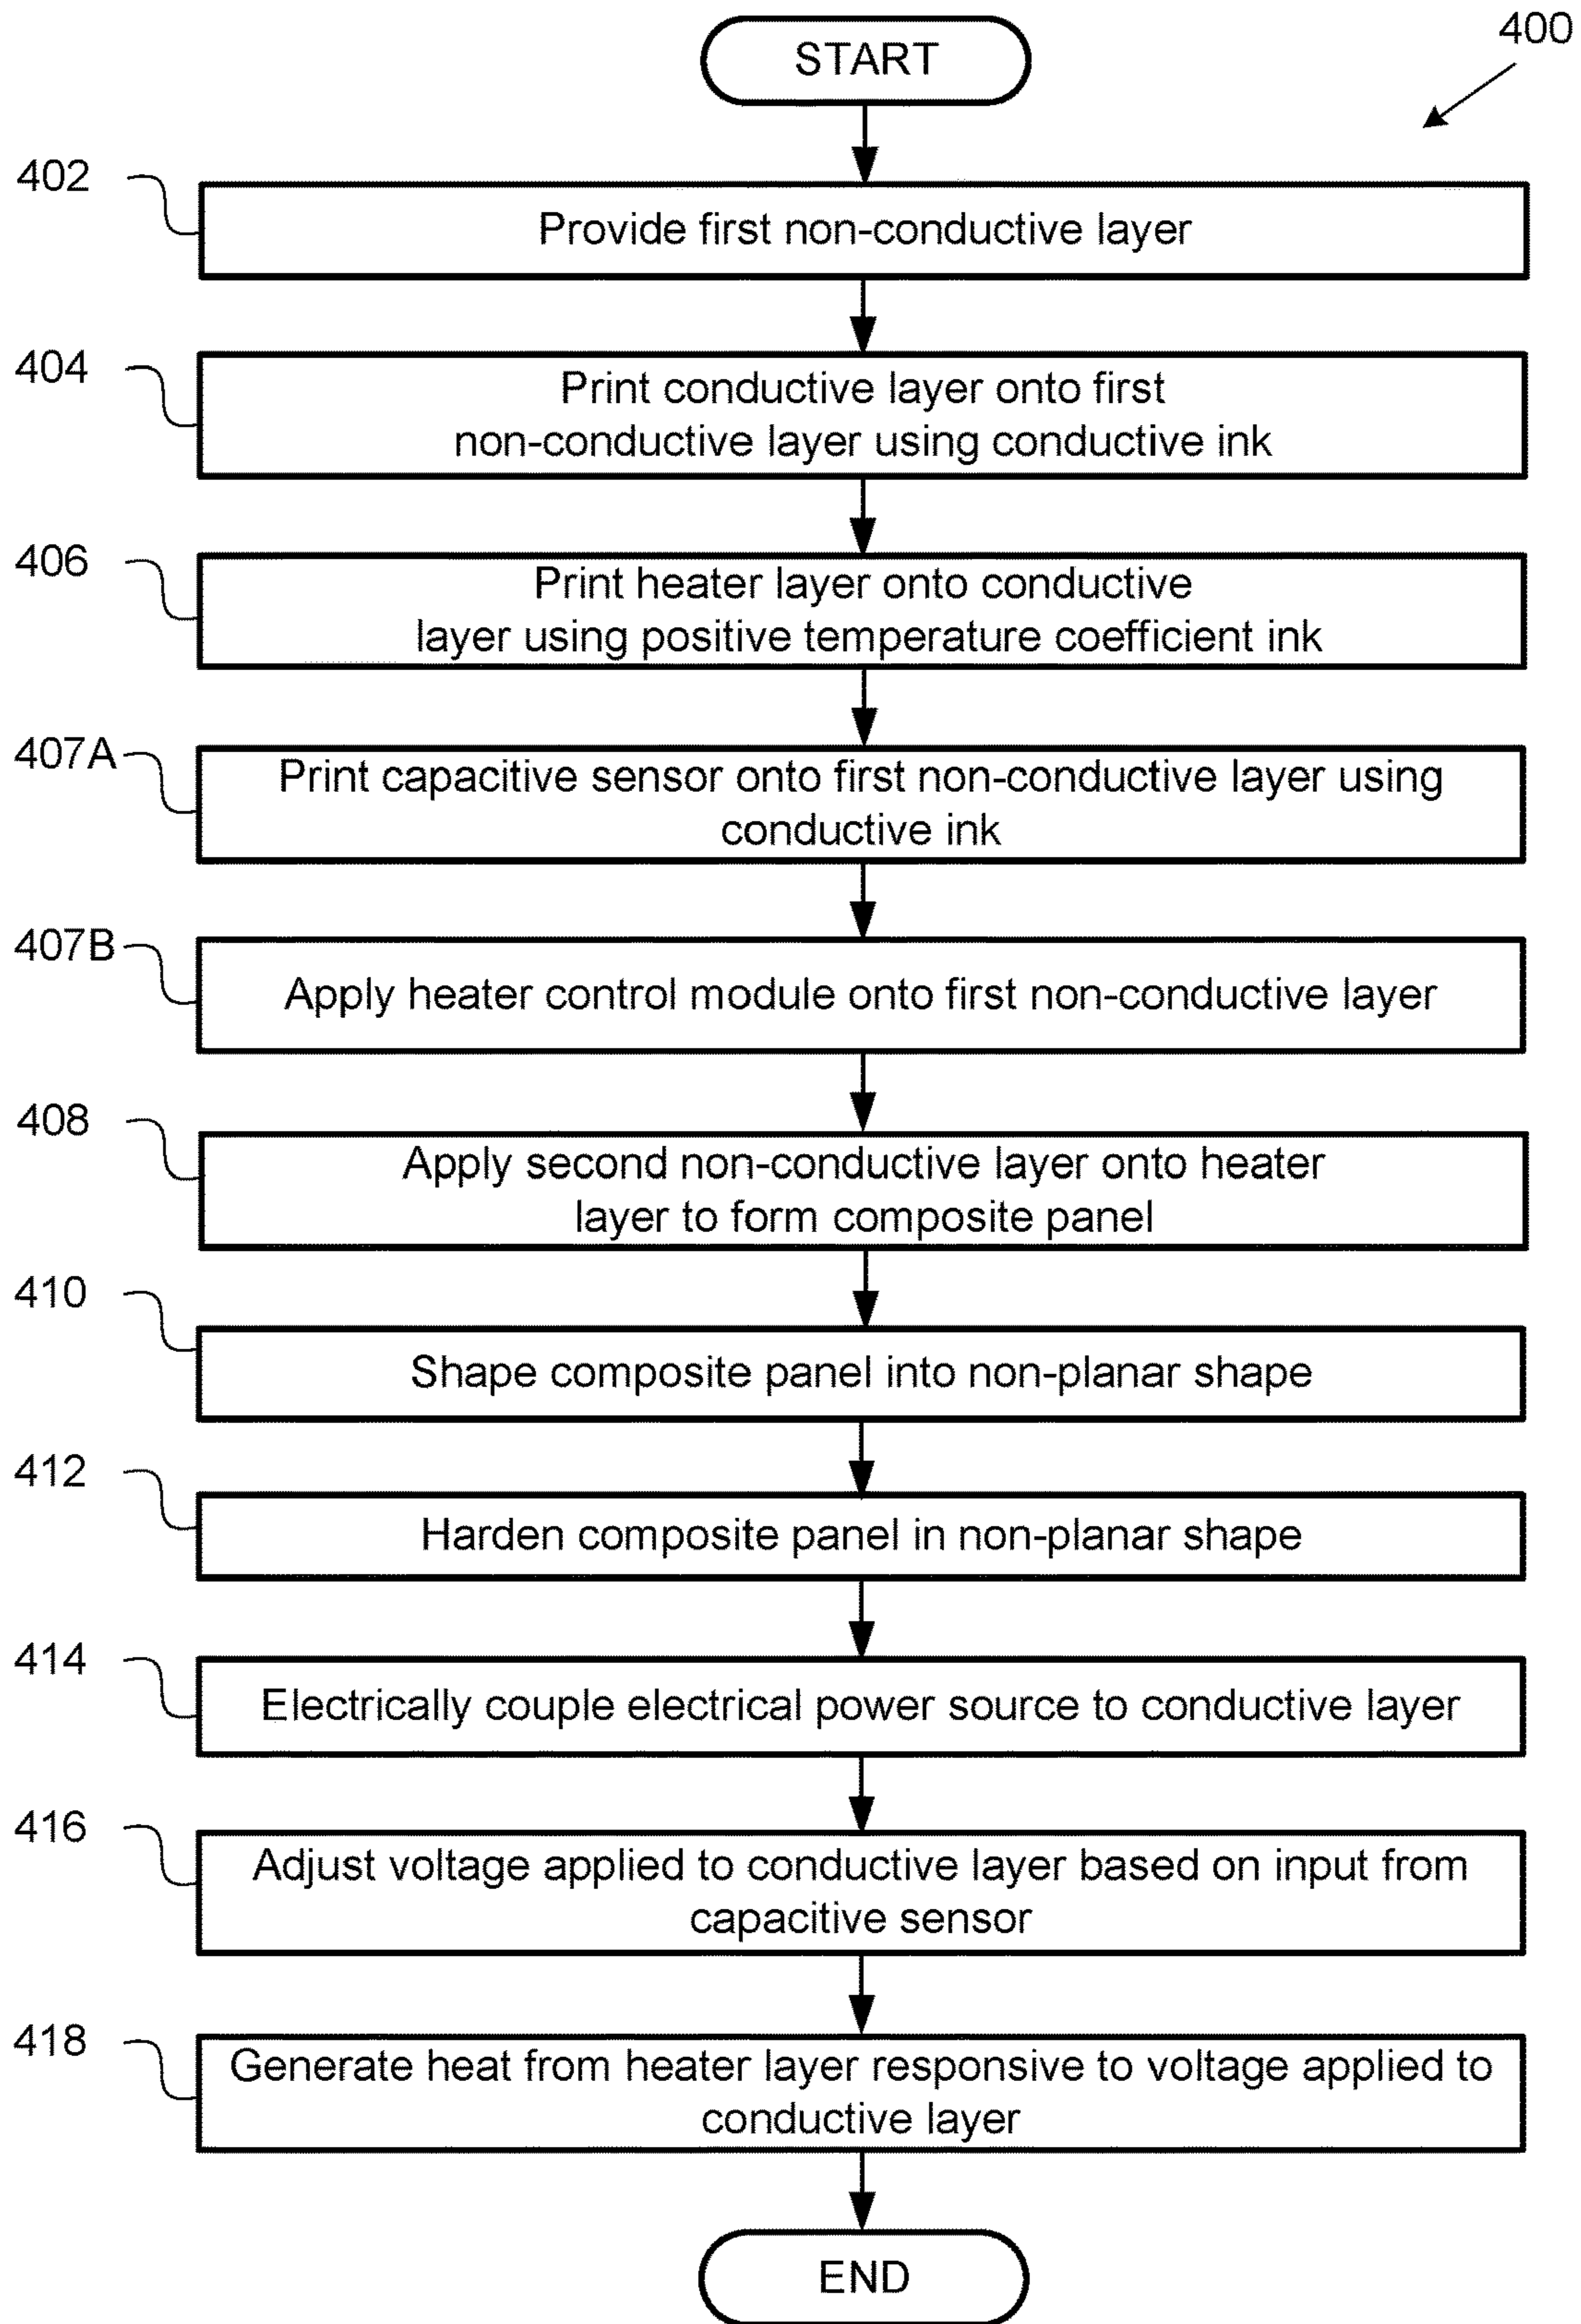 START
400
402
Provide first non-conductive layer
404
Print conductive layer onto first
non-conductive layer using conductive ink
406
Print heater layer onto conductive
layer using positive temperature coefficient ink
407A
Print capacitive sensor onto first non-conductive layer using
conductive ink
407B
Apply heater control module onto first non-conductive layer
408
Apply second non-conductive layer onto heater
layer to form composite panel
410
Shape composite panel into non-planar shape
412
Harden composite panel in non-planar shape
414
Electrically couple electrical power source to conductive layer
416
Adjust voltage applied to conductive layer based on input from
capacitive sensor
418
Generate heat from heater layer responsive to voltage applied to
conductive layer
END